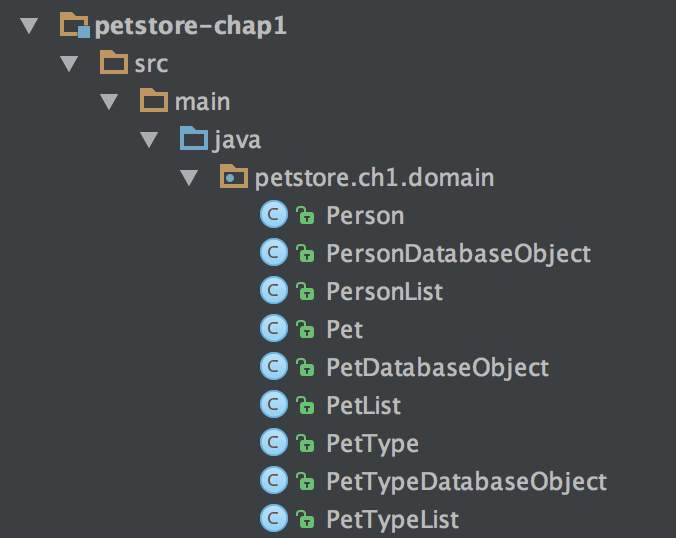 petstore-chap1
src
main
java
petstore.ch1.domain
C Person
C PersonDatabaseObject
C PersonList
C Pet
C PetDatabaseObject
C PetList
C PetType
C PetTypeDatabaseObject
C PetTypeList